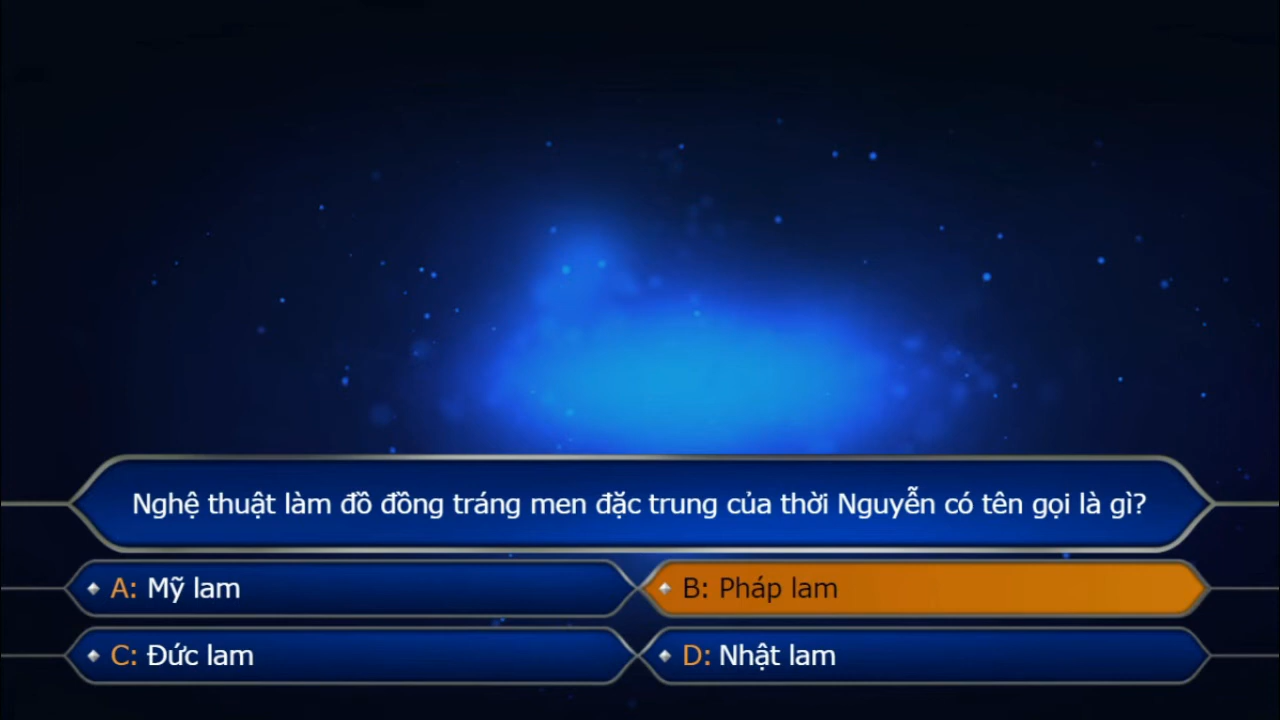 Nghệ thuật làm đồ đồng tráng men đặc trung của thời Nguyễn có tên gọi là gì?
A: Mỹ lam
B: Pháp lam
C: Đức lam
D: Nhật lam